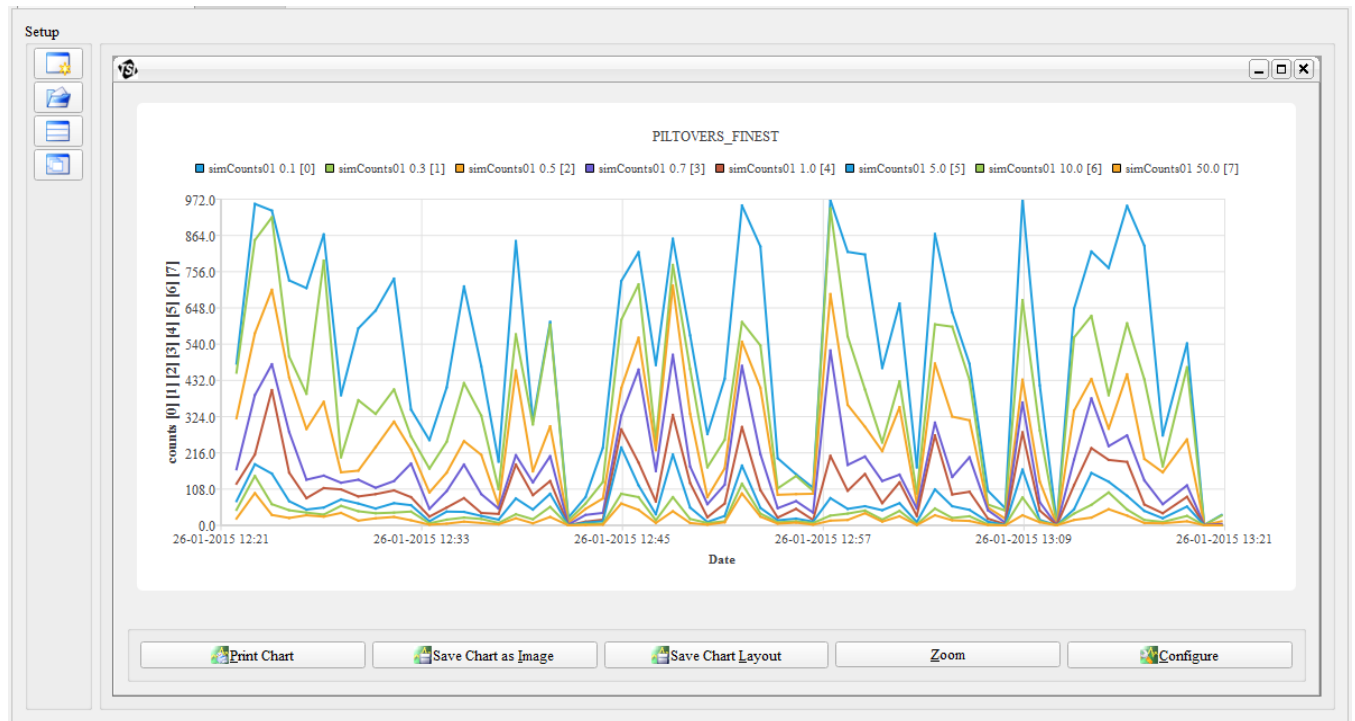 Setup
TSI
PILTOVERS_FINEST
simCounts01 0.1 [0] simCounts01 0.3 [1] simCounts01 0.5 [2] simCounts01 0.7 [3] simCounts01 1.0 [4] simCounts01 5.0 [5] simCounts01 10.0 [6] simCounts01 50.0 [7]
972.0
864.0
756.0
648.0
540.0
432.0
324.0
216.0
108.0
0.0
counts [0] [1] [2] [3] [4] [5] [6] [7]
26-01-2015 12:21 26-01-2015 12:33 26-01-2015 12:45 26-01-2015 12:57 26-01-2015 13:09 26-01-2015 13:21
Date
Print Chart Save Chart as Image Save Chart Layout Zoom Configure